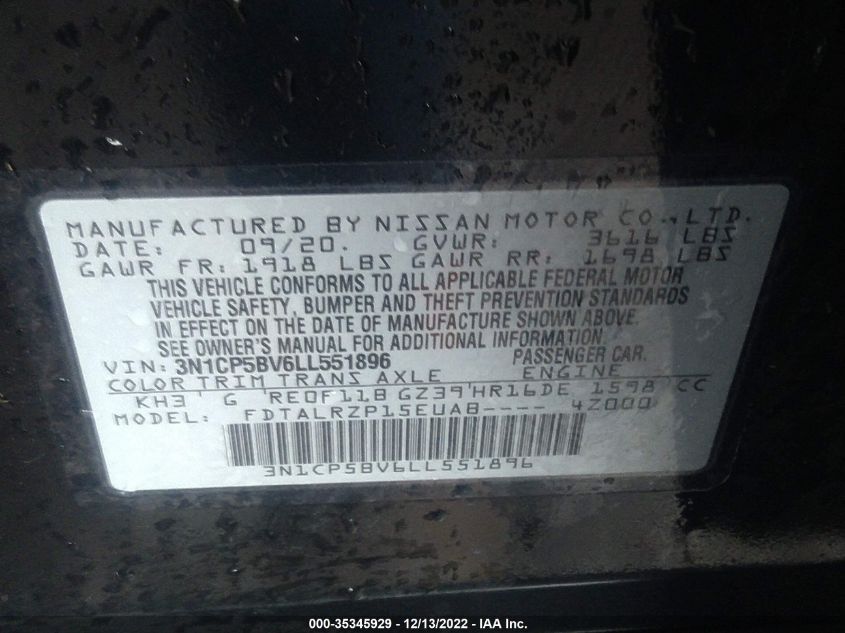 MANUFACTURED BY NISSAN MOTOR CO.,LTD.
DATE: 09/20. GVWR: 3616 LBS
GAWR FR: 1918 LBS GAWR RR: 1698 LBS
THIS VEHICLE CONFORMS TO ALL APPLICABLE FEDERAL MOTOR
VEHICLE SAFETY, BUMPER AND THEFT PREVENTION STANDARDS
IN EFFECT ON THE DATE OF MANUFACTURE SHOWN ABOVE.
SEE OWNER'S MANUAL FOR ADDITIONAL INFORMATION.
VIN: 3N1CP5BV6LL551896 PASSENGER CAR.
COLOR TRIM TRANS AXLE ENGINE
KH3 G RE0F11B GZ39 HR16DE 1598 CC
MODEL: FDTALRZP15EUA8---- 4Z000
3N1CP5BV6LL551896
000-35345929 - 12/13/2022 - IAA Inc.